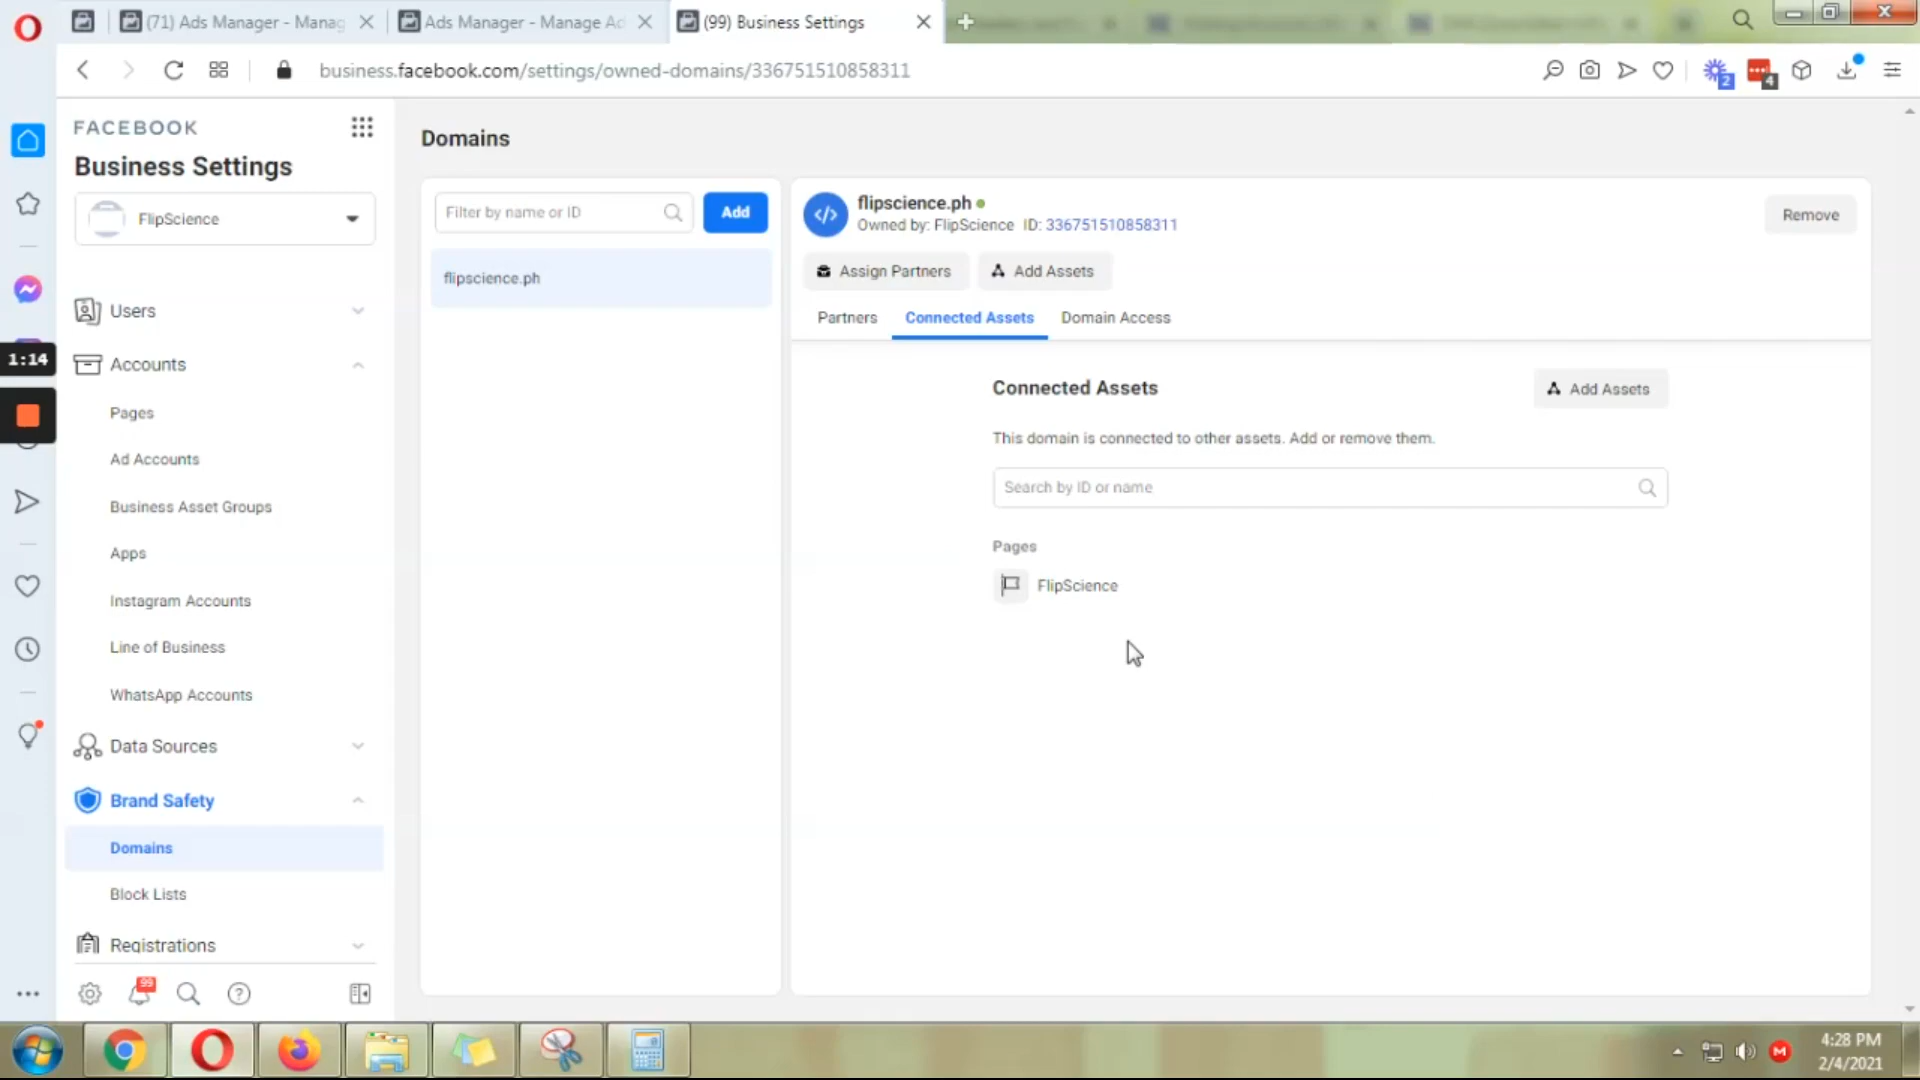 (71) Ads Manager - Manag
Ads Manager - Manage Ad
(99) Business Settings
business.facebook.com/settings/owned-domains/336751510858311
2
4
FACEBOOK
Business Settings
FlipScience
Users
1:14
Accounts
Pages
Ad Accounts
Business Asset Groups
Apps
Instagram Accounts
Line of Business
WhatsApp Accounts
Data Sources
Brand Safety
Domains
Block Lists
Registrations
99
Domains
Filter by name or ID
Add
flipscience.ph
flipscience.ph
Owned by: FlipScience ID: 336751510858311
Remove
Assign Partners
Add Assets
Partners
Connected Assets
Domain Access
Connected Assets
Add Assets
This domain is connected to other assets. Add or remove them.
Search by ID or name
Pages
FlipScience
4:28 PM
2/4/2021